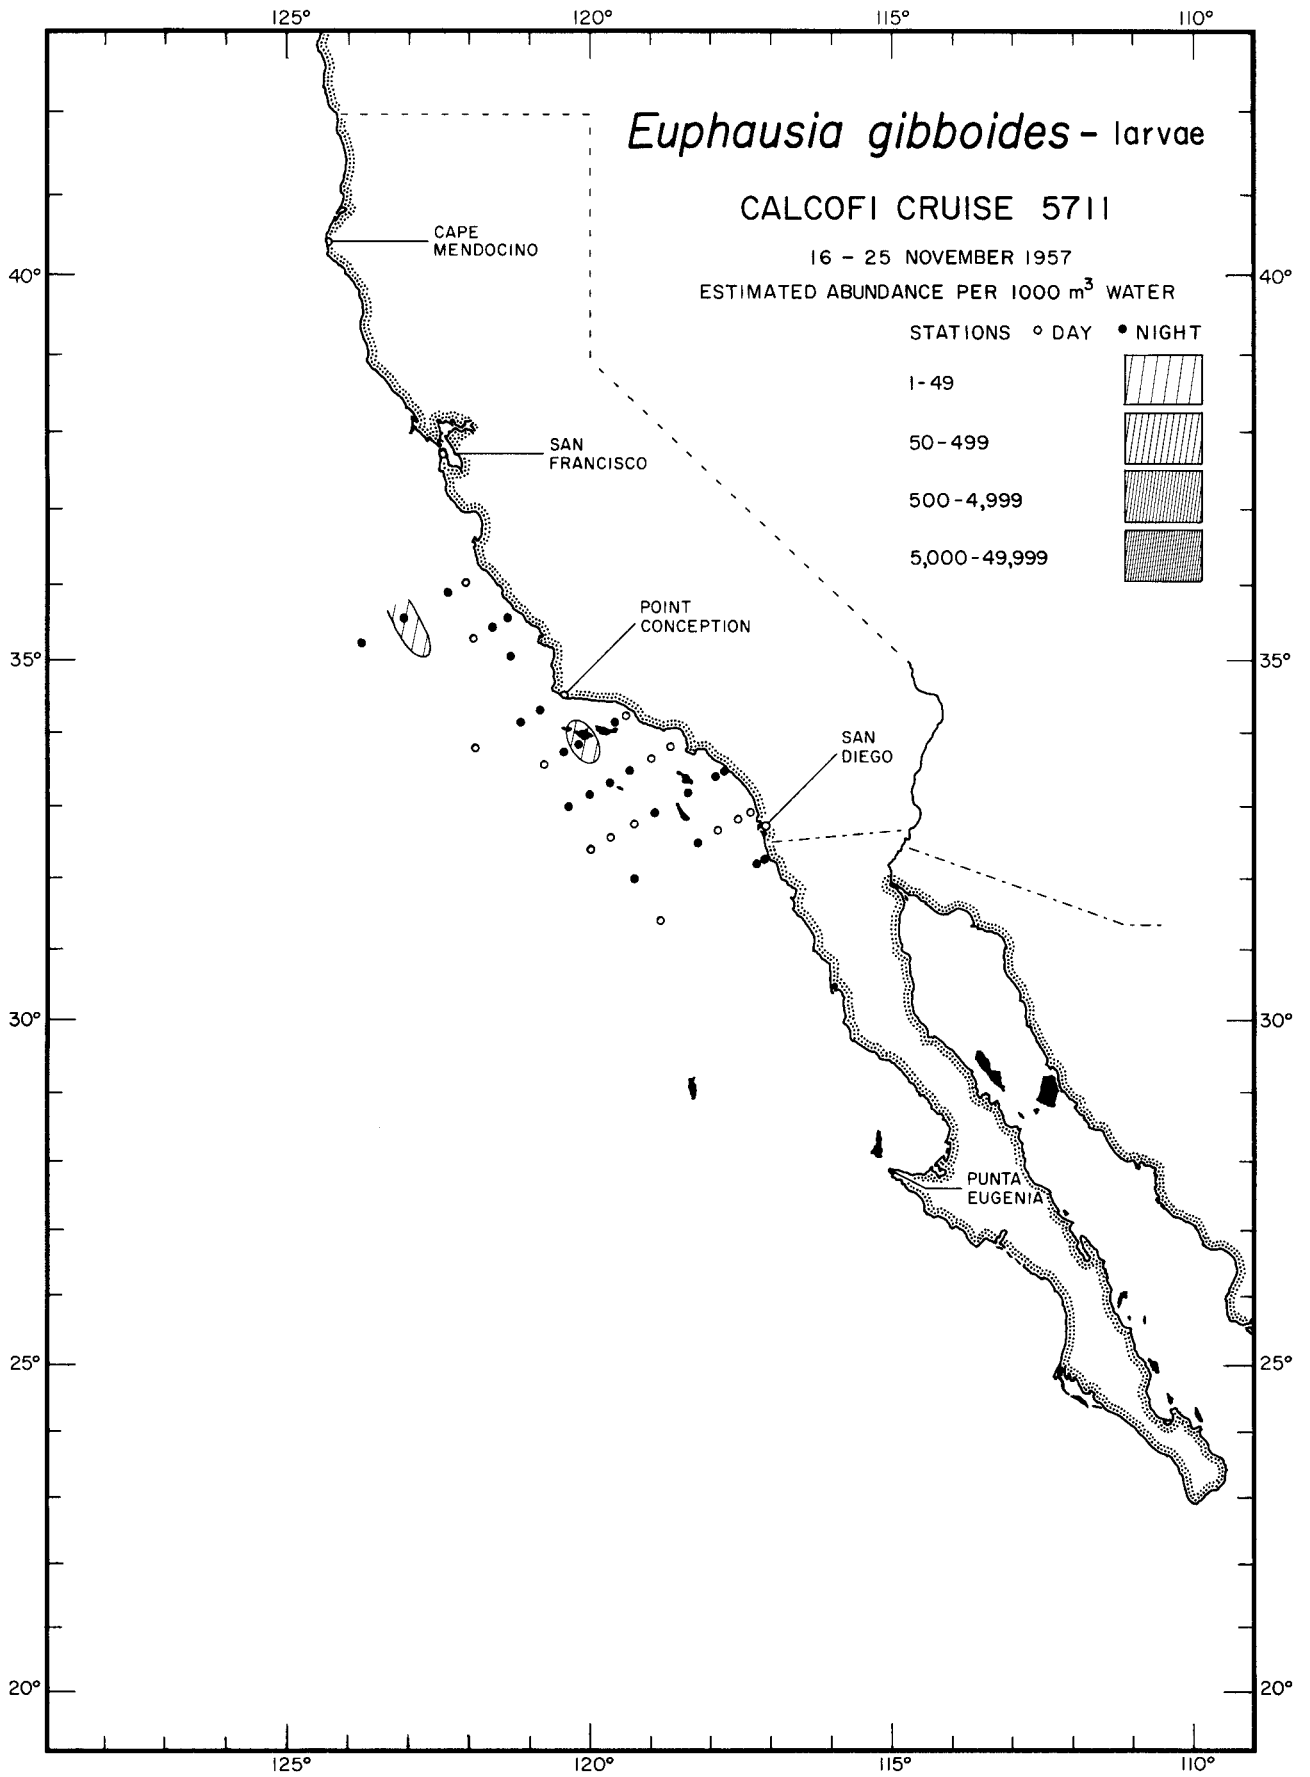 125° 120° 115° 110°
Euphausia gibboides - larvae
CALCOFI CRUISE 5711
16 - 25 NOVEMBER 1957
ESTIMATED ABUNDANCE PER 1000 m³ WATER
STATIONS ○ DAY ● NIGHT
1-49
50-499
500-4,999
5,000-49,999
CAPE
MENDOCINO
40° 40°
SAN
FRANCISCO
POINT
CONCEPTION
35° 35°
SAN
DIEGO
30° 30°
PUNTA
EUGENIA
25° 25°
20° 20°
125° 120° 115° 110°